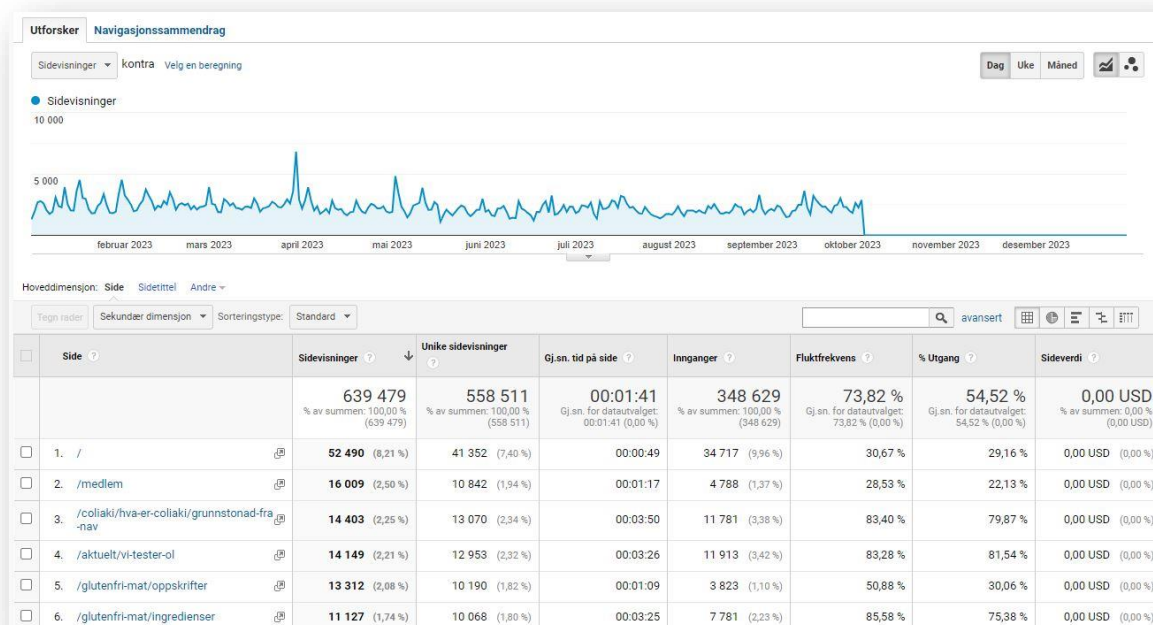 Utforsker Navigasjonssammendrag
Sidevisninger kontra Velg en beregning Dag Uke Måned
Sidevisninger
10 000
5 000
februar 2023 mars 2023 april 2023 mai 2023 juni 2023 juli 2023 august 2023 september 2023 oktober 2023 november 2023 desember 2023
Hoveddimensjon: Side Sidetittel Andre
Tegn rader Sekundær dimensjon Sorteringstype: Standard avansert
Side ? Sidevisninger ? Unike sidevisninger ? Gj.sn. tid på side ? Innganger ? Fluktfrekvens ? % Utgang ? Sideverdi ?
639 479 558 511 00:01:41 348 629 73,82 % 54,52 % 0,00 USD
% av summen: 100,00 % % av summen: 100,00 % Gj.sn. for datautvalget: % av summen: 100,00 % Gj.sn. for datautvalget: Gj.sn. for datautvalget: % av summen: 0,00 %
(639 479) (558 511) 00:01:41 (0,00 %) (348 629) 73,82 % (0,00 %) 54,52 % (0,00 %) (0,00 USD)
1. / 52 490 (8,21 %) 41 352 (7,40 %) 00:00:49 34 717 (9,96 %) 30,67 % 29,16 % 0,00 USD (0,00 %)
2. /medlem 16 009 (2,50 %) 10 842 (1,94 %) 00:01:17 4 788 (1,37 %) 28,53 % 22,13 % 0,00 USD (0,00 %)
3. /coliaki/hva-er-coliaki/grunnstonad-fra
-nav 14 403 (2,25 %) 13 070 (2,34 %) 00:03:50 11 781 (3,38 %) 83,40 % 79,87 % 0,00 USD (0,00 %)
4. /aktuelt/vi-tester-ol 14 149 (2,21 %) 12 953 (2,32 %) 00:03:26 11 913 (3,42 %) 83,28 % 81,54 % 0,00 USD (0,00 %)
5. /glutenfri-mat/oppskrifter 13 312 (2,08 %) 10 190 (1,82 %) 00:01:09 3 823 (1,10 %) 50,88 % 30,06 % 0,00 USD (0,00 %)
6. /glutenfri-mat/ingredienser 11 127 (1,74 %) 10 068 (1,80 %) 00:03:25 7 781 (2,23 %) 85,58 % 75,38 % 0,00 USD (0,00 %)